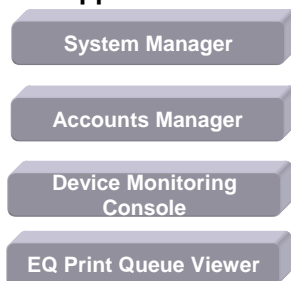 System Manager
Accounts Manager
Device Monitoring
Console
EQ Print Queue Viewer